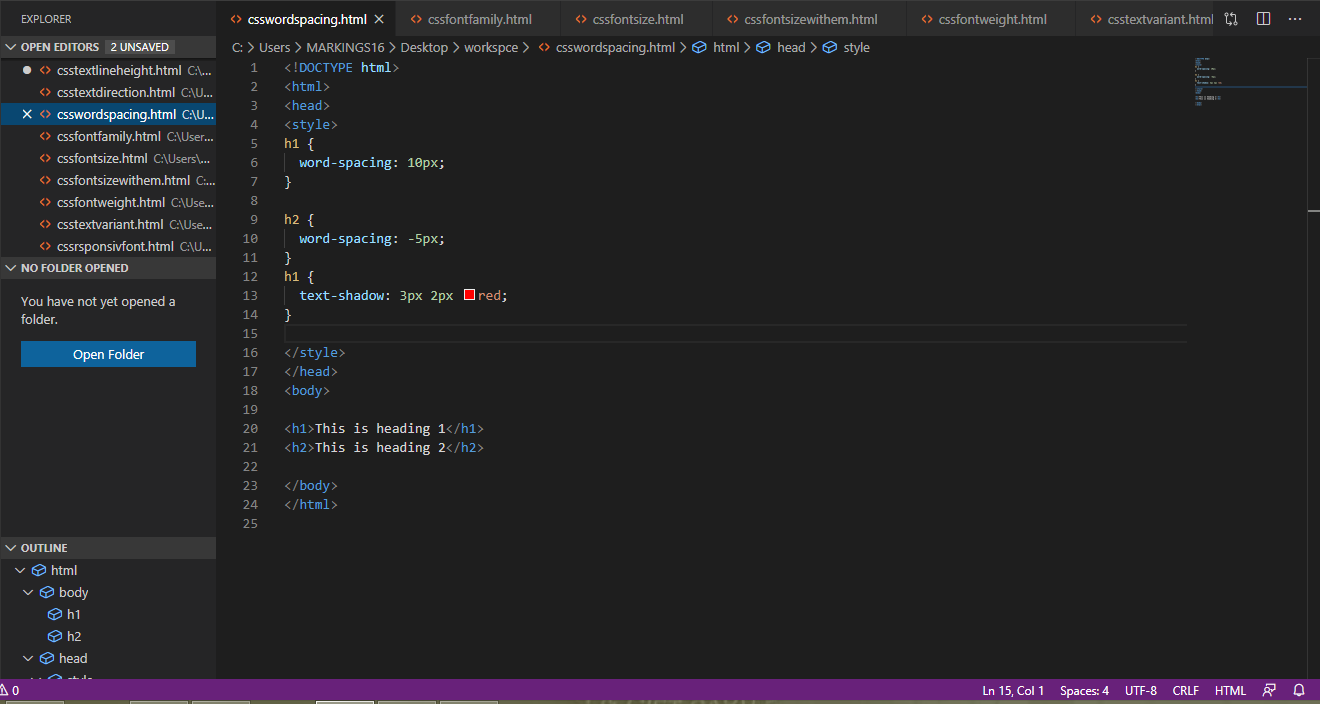 EXPLORER
OPEN EDITORS 2 UNSAVED
csstextlineheight.html C:\...
csstextdirection.html C:\U...
csswordspacing.html C:\U...
cssfontfamily.html C:\User...
cssfontsize.html C:\Users\...
cssfontsizewithem.html C:...
cssfontweight.html C:\Use...
csstextvariant.html C:\Use...
cssrsponsivfont.html C:\U...
NO FOLDER OPENED
You have not yet opened a
folder.
Open Folder
OUTLINE
html
body
h1
h2
head
style
csswordspacing.html cssfontfamily.html cssfontsize.html cssfontsizewithem.html cssfontweight.html csstextvariant.html
C: > Users > MARKINGS16 > Desktop > workspce > csswordspacing.html > html > head > style
1 <!DOCTYPE html>
2 <html>
3 <head>
4 <style>
5 h1 {
6 word-spacing: 10px;
7 }
8
9 h2 {
10 word-spacing: -5px;
11 }
12 h1 {
13 text-shadow: 3px 2px red;
14 }
15
16 </style>
17 </head>
18 <body>
19
20 <h1>This is heading 1</h1>
21 <h2>This is heading 2</h2>
22
23 </body>
24 </html>
25
0 Ln 15, Col 1 Spaces: 4 UTF-8 CRLF HTML